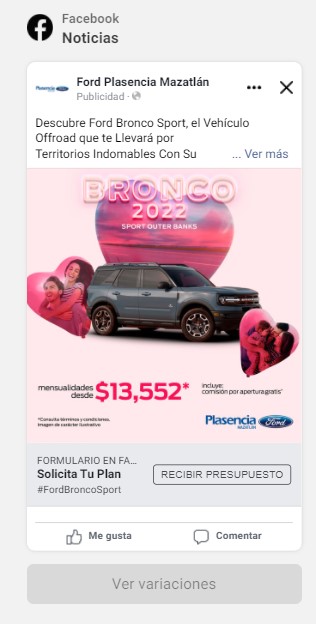 Facebook
Noticias
Plasencia Ford
Ford Plasencia Mazatlán
Publicidad ·
Descubre Ford Bronco Sport, el Vehículo
Offroad que te Llevará por
Territorios Indomables Con Su ... Ver más
BRONCO
2022
SPORT OUTER BANKS
mensualidades
desde $13,552*
incluye:
comisión por apertura gratis*
*Consulta términos y condiciones.
Imagen de carácter ilustrativo
Plasencia Ford
MAZATLÁN
FORMULARIO EN FA...
Solicita Tu Plan
#FordBroncoSport
RECIBIR PRESUPUESTO
Me gusta
Comentar
Ver variaciones